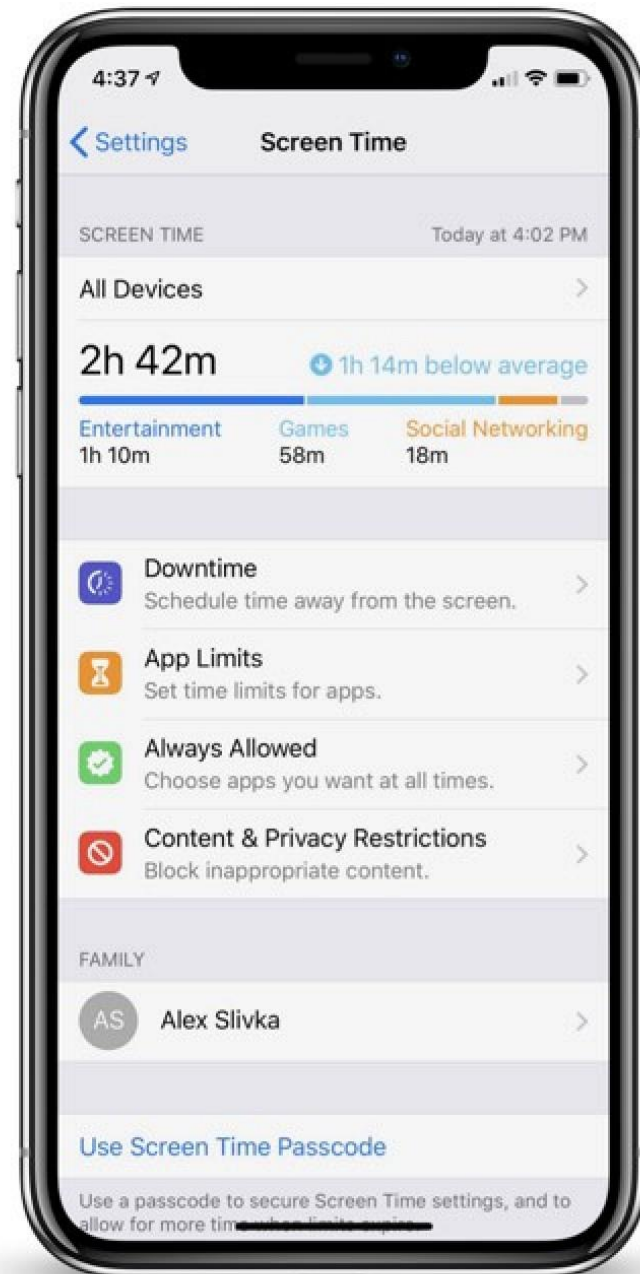 4:37
Settings
Screen Time
SCREEN TIME
Today at 4:02 PM
All Devices
2h 42m
1h 14m below average
Entertainment Games Social Networking
1h 10m 58m 18m
Downtime
Schedule time away from the screen.
App Limits
Set time limits for apps.
Always Allowed
Choose apps you want at all times.
Content & Privacy Restrictions
Block inappropriate content.
FAMILY
AS
Alex Slivka
Use Screen Time Passcode
Use a passcode to secure Screen Time settings, and to
allow for more time when limits expire.